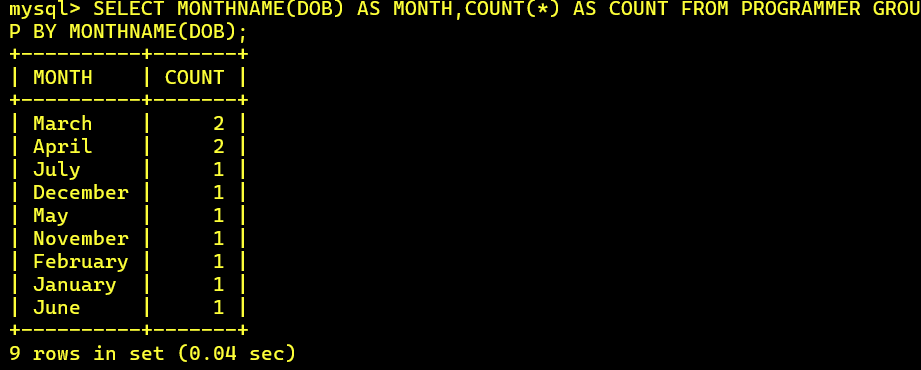 mysql> SELECT MONTHNAME(DOB) AS MONTH,COUNT(*) AS COUNT FROM PROGRAMMER GROU
P BY MONTHNAME(DOB);
+----------+-------+
| MONTH    | COUNT |
+----------+-------+
| March    |     2 |
| April    |     2 |
| July     |     1 |
| December |     1 |
| May      |     1 |
| November |     1 |
| February |     1 |
| January  |     1 |
| June     |     1 |
+----------+-------+
9 rows in set (0.04 sec)